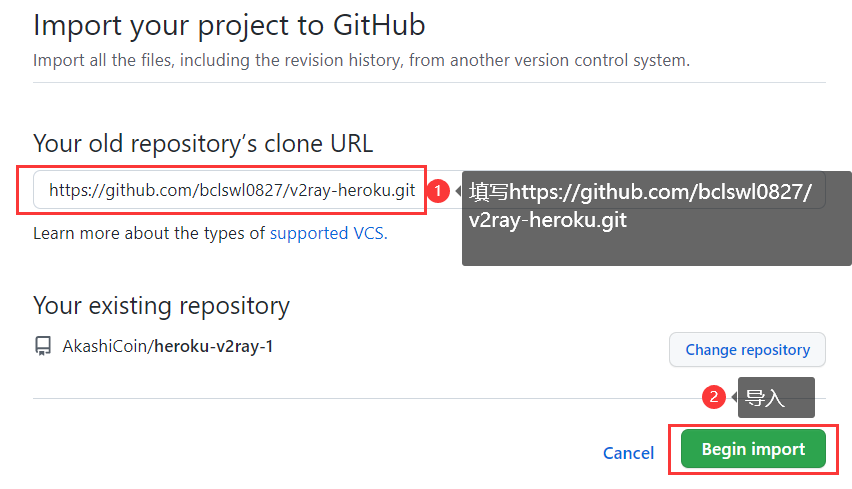 Import your project to GitHub
Import all the files, including the revision history, from another version control system.
Your old repository's clone URL
https://github.com/bclswl0827/v2ray-heroku.git
1
填写https://github.com/bclswl0827/
v2ray-heroku.git
Learn more about the types of supported VCS.
Your existing repository
AkashiCoin/heroku-v2ray-1
Change repository
2
导入
Cancel
Begin import